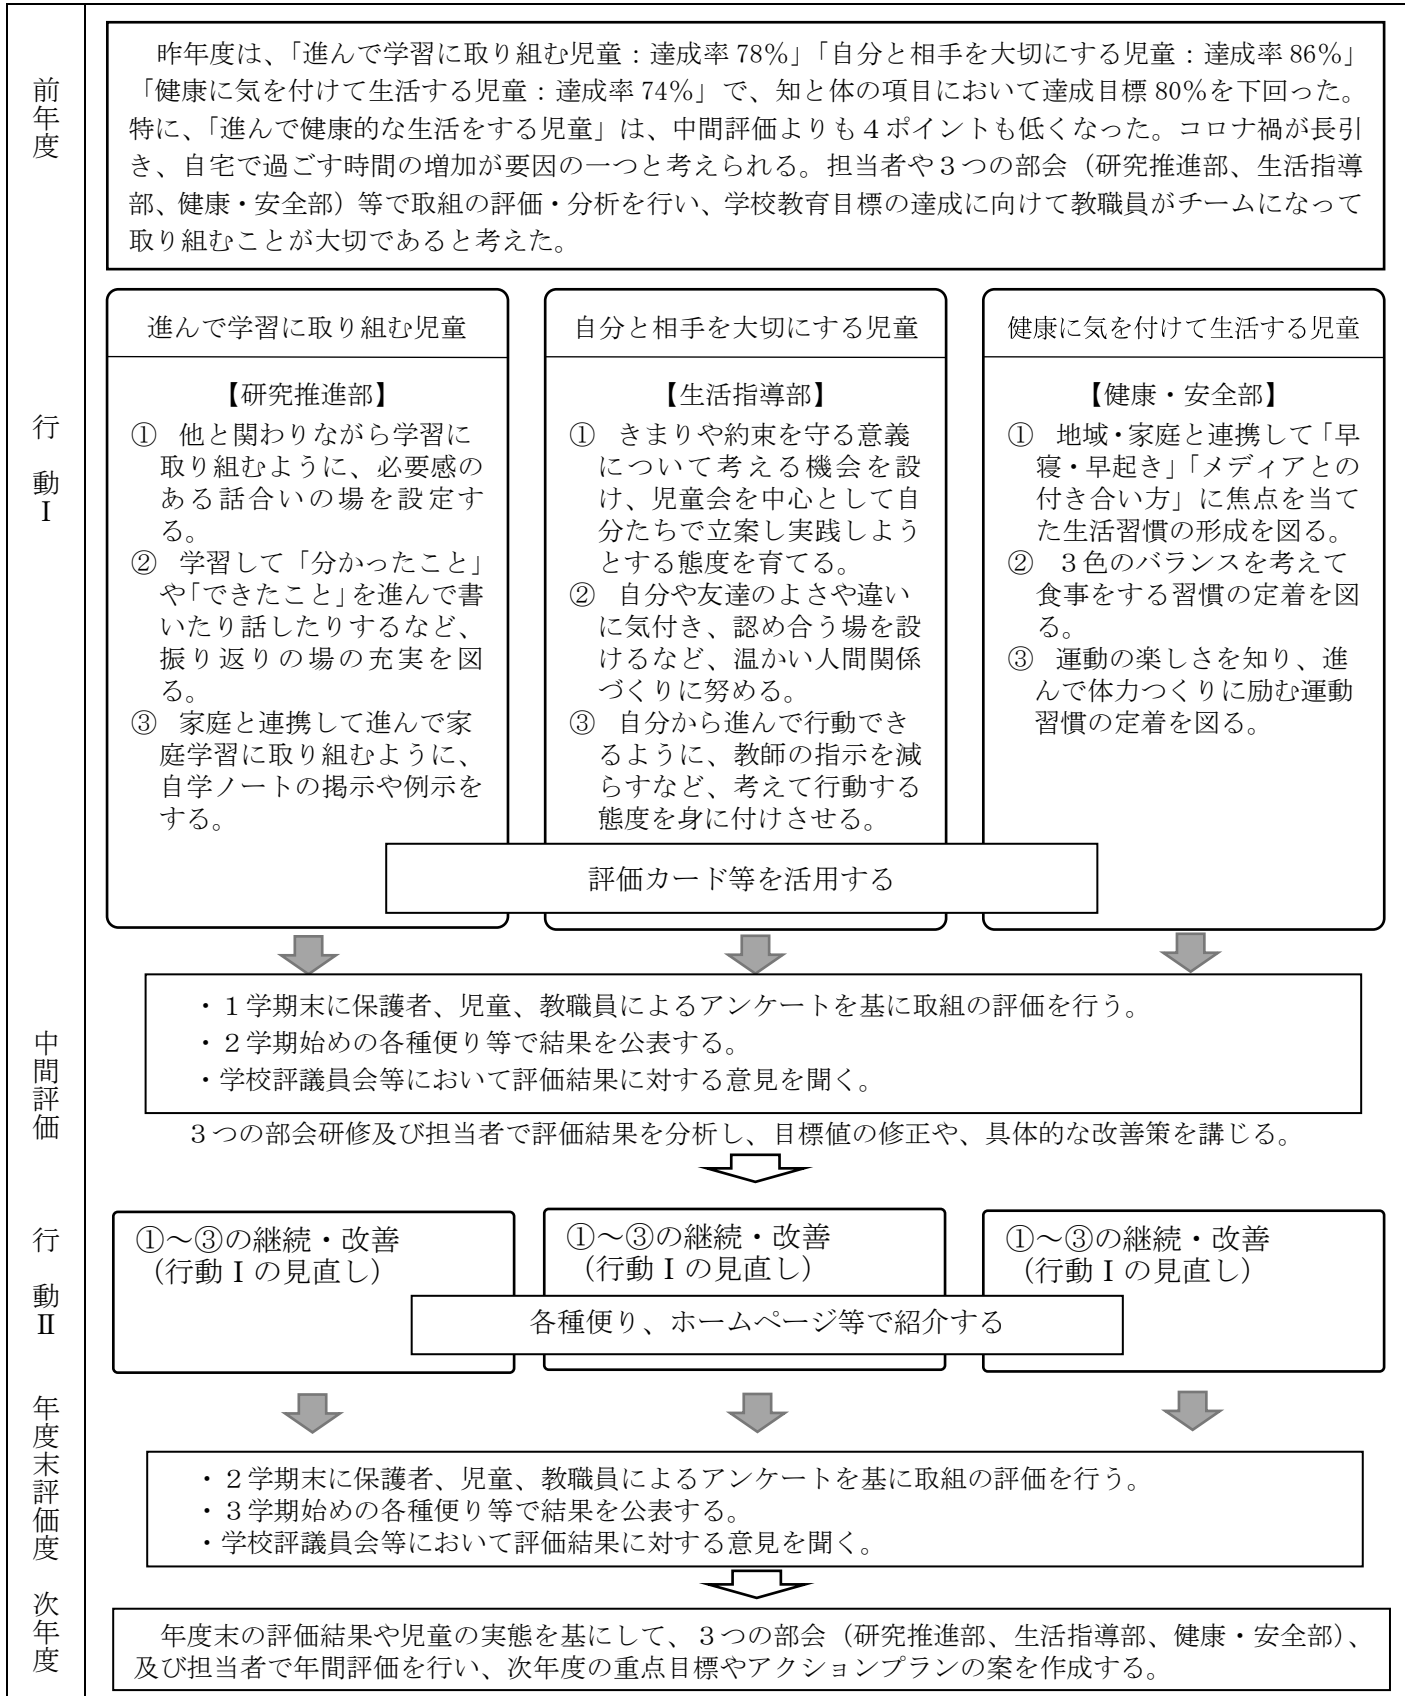 前年度
昨年度は、「進んで学習に取り組む児童：達成率 78％」「自分と相手を大切にする児童：達成率 86％」
「健康に気を付けて生活する児童：達成率 74％」で、知と体の項目において達成目標 80％を下回った。
特に、「進んで健康的な生活をする児童」は、中間評価よりも４ポイントも低くなった。コロナ禍が長引
き、自宅で過ごす時間の増加が要因の一つと考えられる。担当者や３つの部会（研究推進部、生活指導
部、健康・安全部）等で取組の評価・分析を行い、学校教育目標の達成に向けて教職員がチームになって
取り組むことが大切であると考えた。
行動Ⅰ
進んで学習に取り組む児童
【研究推進部】
① 他と関わりながら学習に
取り組むように、必要感の
ある話合いの場を設定す
る。
② 学習して「分かったこと」
や「できたこと」を進んで書
いたり話したりするなど、
振り返りの場の充実を図
る。
③ 家庭と連携して進んで家
庭学習に取り組むように、
自学ノートの掲示や例示を
する。
自分と相手を大切にする児童
【生活指導部】
① きまりや約束を守る意義
について考える機会を設
け、児童会を中心として自
分たちで立案し実践しよう
とする態度を育てる。
② 自分や友達のよさや違い
に気付き、認め合う場を設
けるなど、温かい人間関係
づくりに努める。
③ 自分から進んで行動でき
るように、教師の指示を減
らすなど、考えて行動する
態度を身に付けさせる。
健康に気を付けて生活する児童
【健康・安全部】
① 地域・家庭と連携して「早
寝・早起き」「メディアとの
付き合い方」に焦点を当て
た生活習慣の形成を図る。
② ３色のバランスを考えて
食事をする習慣の定着を図
る。
③ 運動の楽しさを知り、進
んで体力つくりに励む運動
習慣の定着を図る。
評価カード等を活用する
中間評価
・１学期末に保護者、児童、教職員によるアンケートを基に取組の評価を行う。
・２学期始めの各種便り等で結果を公表する。
・学校評議員会等において評価結果に対する意見を聞く。
３つの部会研修及び担当者で評価結果を分析し、目標値の修正や、具体的な改善策を講じる。
行動Ⅱ
①～③の継続・改善
（行動Ⅰの見直し）
①～③の継続・改善
（行動Ⅰの見直し）
①～③の継続・改善
（行動Ⅰの見直し）
各種便り、ホームページ等で紹介する
年度末評価度
・２学期末に保護者、児童、教職員によるアンケートを基に取組の評価を行う。
・３学期始めの各種便り等で結果を公表する。
・学校評議員会等において評価結果に対する意見を聞く。
次年度
年度末の評価結果や児童の実態を基にして、３つの部会（研究推進部、生活指導部、健康・安全部）、
及び担当者で年間評価を行い、次年度の重点目標やアクションプランの案を作成する。